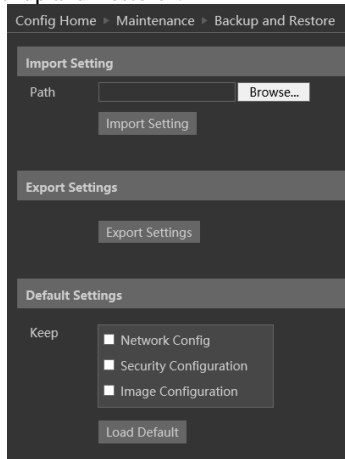 Config Home ▸ Maintenance ▸ Backup and Restore
Import Setting
Path Browse...
Import Setting
Export Settings
Export Settings
Default Settings
Keep
Network Config
Security Configuration
Image Configuration
Load Default